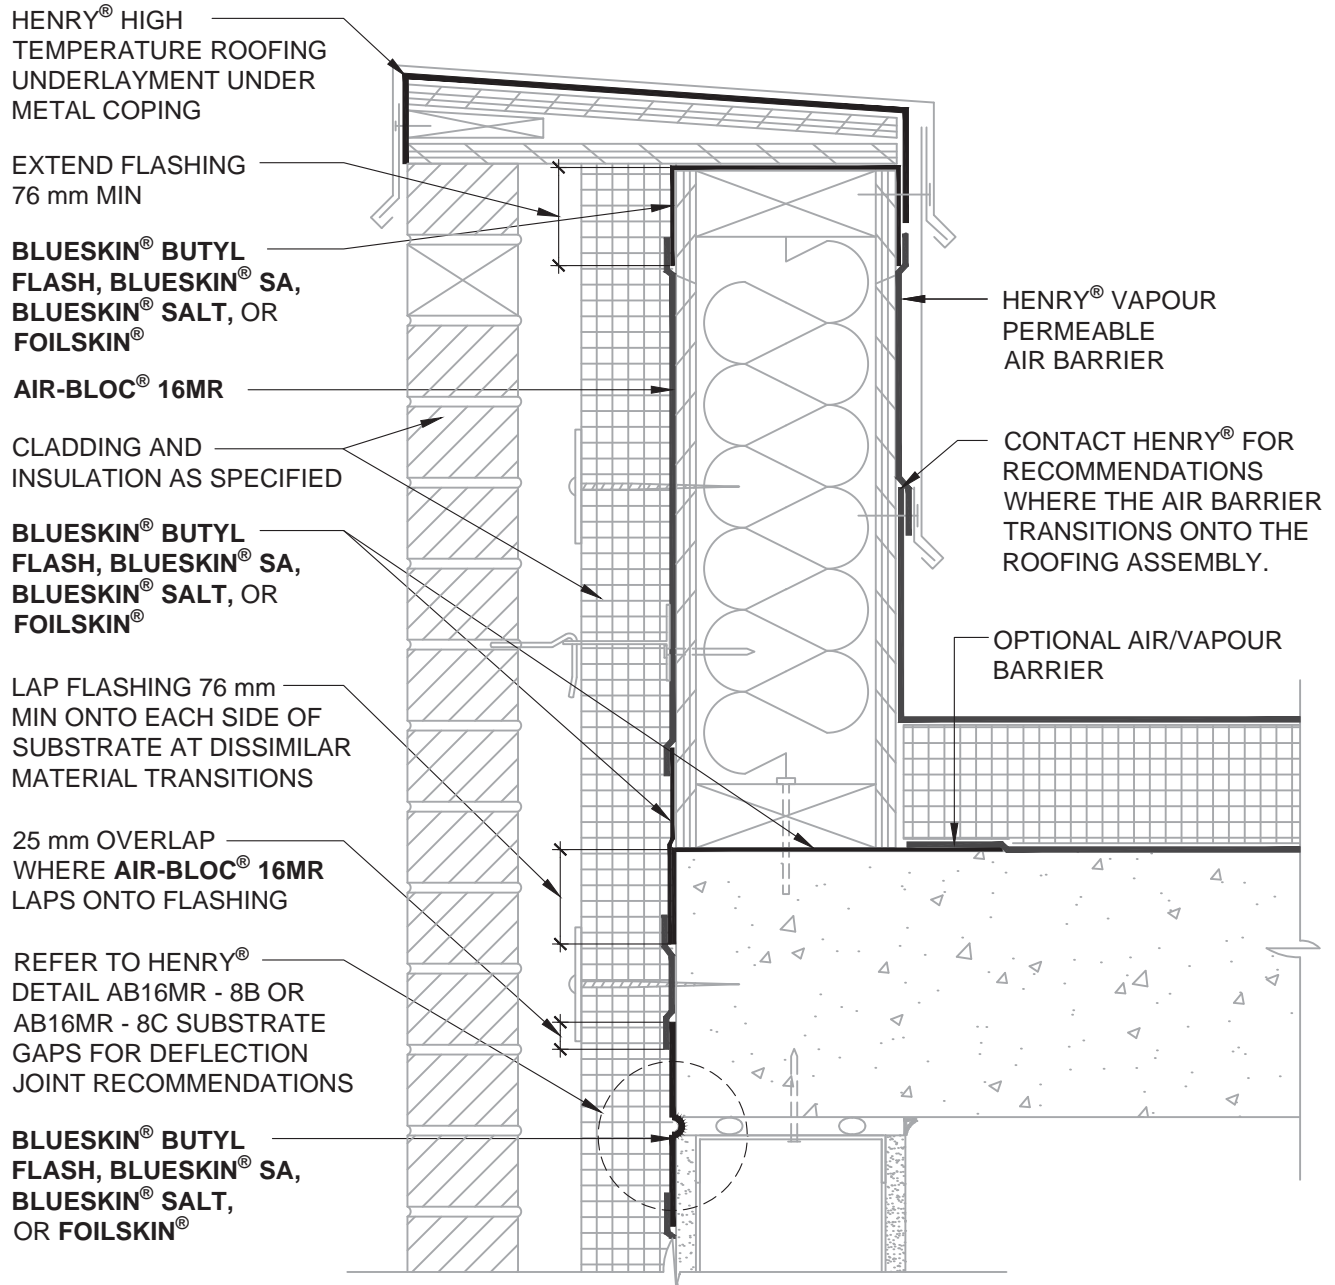 HENRY® HIGH
TEMPERATURE ROOFING
UNDERLAYMENT UNDER
METAL COPING
EXTEND FLASHING
76 mm MIN
BLUESKIN® BUTYL
FLASH, BLUESKIN® SA,
BLUESKIN® SALT, OR
FOILSKIN®
AIR-BLOC® 16MR
CLADDING AND
INSULATION AS SPECIFIED
BLUESKIN® BUTYL
FLASH, BLUESKIN® SA,
BLUESKIN® SALT, OR
FOILSKIN®
LAP FLASHING 76 mm
MIN ONTO EACH SIDE OF
SUBSTRATE AT DISSIMILAR
MATERIAL TRANSITIONS
25 mm OVERLAP
WHERE AIR-BLOC® 16MR
LAPS ONTO FLASHING
REFER TO HENRY®
DETAIL AB16MR - 8B OR
AB16MR - 8C SUBSTRATE
GAPS FOR DEFLECTION
JOINT RECOMMENDATIONS
BLUESKIN® BUTYL
FLASH, BLUESKIN® SA,
BLUESKIN® SALT,
OR FOILSKIN®
HENRY® VAPOUR
PERMEABLE
AIR BARRIER
CONTACT HENRY® FOR
RECOMMENDATIONS
WHERE THE AIR BARRIER
TRANSITIONS ONTO THE
ROOFING ASSEMBLY.
OPTIONAL AIR/VAPOUR
BARRIER